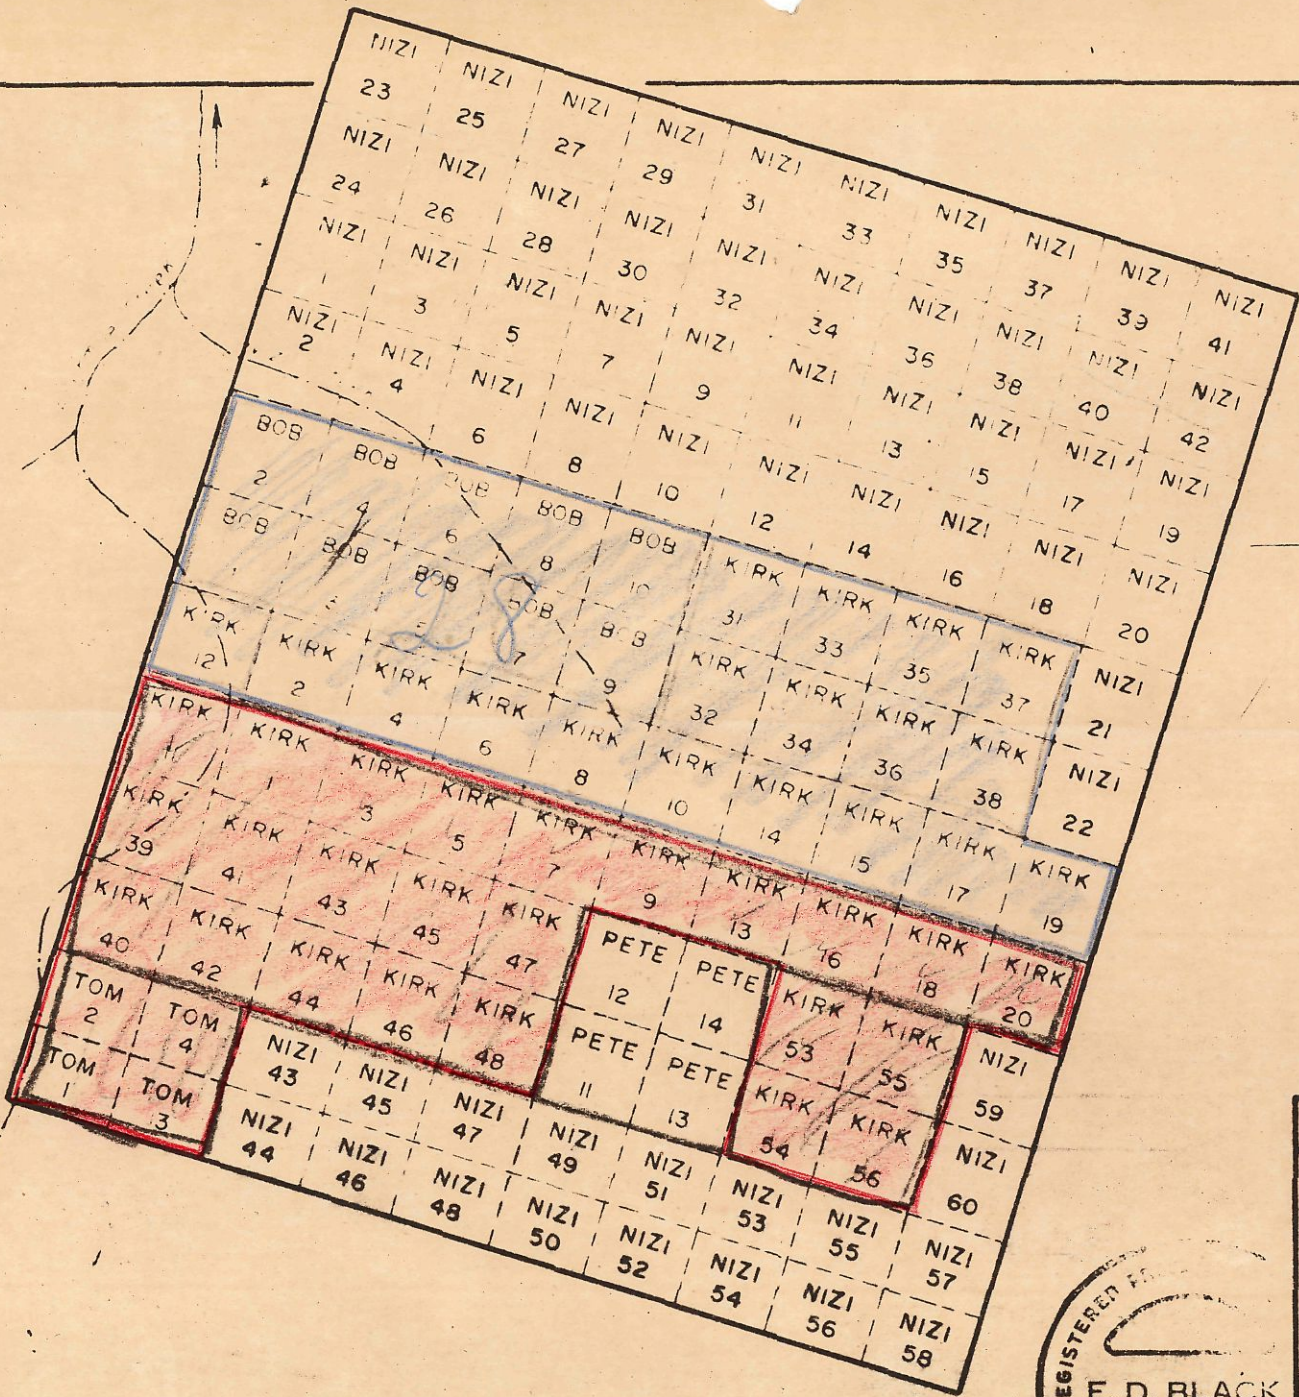 NIZI 23
NIZI 25
NIZI 27
NIZI 29
NIZI 31
NIZI 33
NIZI 35
NIZI 37
NIZI 39
NIZI 41
NIZI 24
NIZI 26
NIZI 28
NIZI 30
NIZI 32
NIZI 34
NIZI 36
NIZI 38
NIZI 40
NIZI 42
NIZI 1
NIZI 3
NIZI 5
NIZI 7
NIZI 9
NIZI 11
NIZI 13
NIZI 15
NIZI 17
NIZI 19
NIZI 2
NIZI 4
NIZI 6
NIZI 8
NIZI 10
NIZI 12
NIZI 14
NIZI 16
NIZI 18
NIZI 20
BOB 2
BOB 4
BOB 6
BOB 8
BOB 10
KIRK 31
KIRK 33
KIRK 35
KIRK 37
NIZI 21
BOB 1
BOB 3
BOB
BOB 7
BOB 9
KIRK 32
KIRK 34
KIRK 36
KIRK 38
NIZI 22
28
KIRK 12
KIRK 2
KIRK 4
KIRK 6
KIRK 8
KIRK 10
KIRK 14
KIRK 15
KIRK 17
KIRK 19
KIRK 11
KIRK 1
KIRK 3
KIRK 5
KIRK 7
KIRK 9
KIRK 13
KIRK 16
KIRK 18
KIRK 20
KIRK 39
KIRK 41
KIRK 43
KIRK 45
KIRK 47
PETE 12
PETE 14
KIRK 53
KIRK 55
NIZI 59
KIRK 40
KIRK 42
KIRK 44
KIRK 46
KIRK 48
PETE 11
PETE 13
KIRK 54
KIRK 56
NIZI 60
TOM 2
TOM 4
NIZI 43
NIZI 45
NIZI 47
NIZI 49
NIZI 51
NIZI 53
NIZI 55
NIZI 57
TOM 1
TOM 3
NIZI 44
NIZI 46
NIZI 48
NIZI 50
NIZI 52
NIZI 54
NIZI 56
NIZI 58
EGISTERED
E. D. BLACK